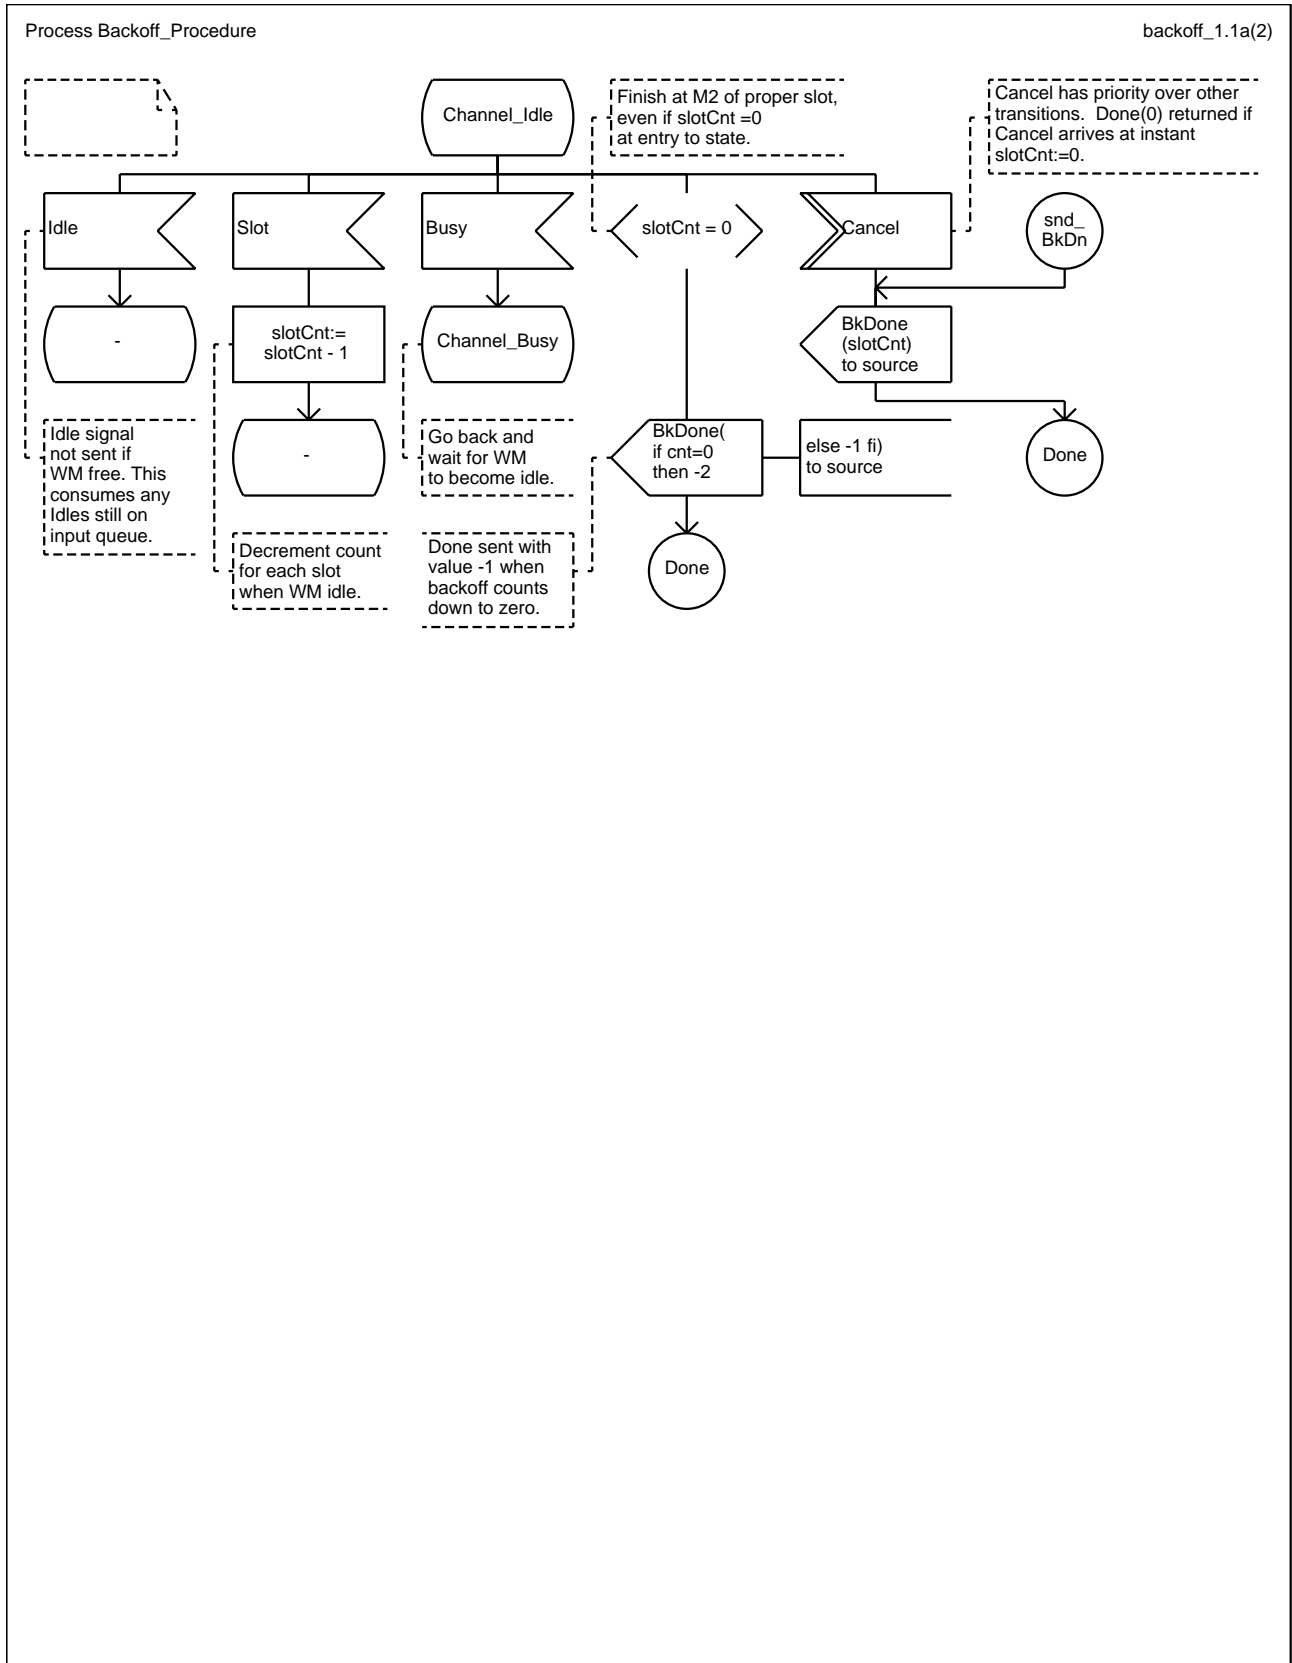 Process Backoff_Procedure
backoff_1.1a(2)
Channel_Idle
Finish at M2 of proper slot,
even if slotCnt =0
at entry to state.
Cancel has priority over other
transitions.  Done(0) returned if
Cancel arrives at instant
slotCnt:=0.
Idle
Slot
Busy
slotCnt = 0
Cancel
snd_
BkDn
-
slotCnt:=
slotCnt - 1
Channel_Busy
BkDone
(slotCnt)
to source
Idle signal
not sent if
WM free. This
consumes any
Idles still on
input queue.
-
Go back and
wait for WM
to become idle.
BkDone(
if cnt=0
then -2
else -1 fi)
to source
Done
Decrement count
for each slot
when WM idle.
Done sent with
value -1 when
backoff counts
down to zero.
Done